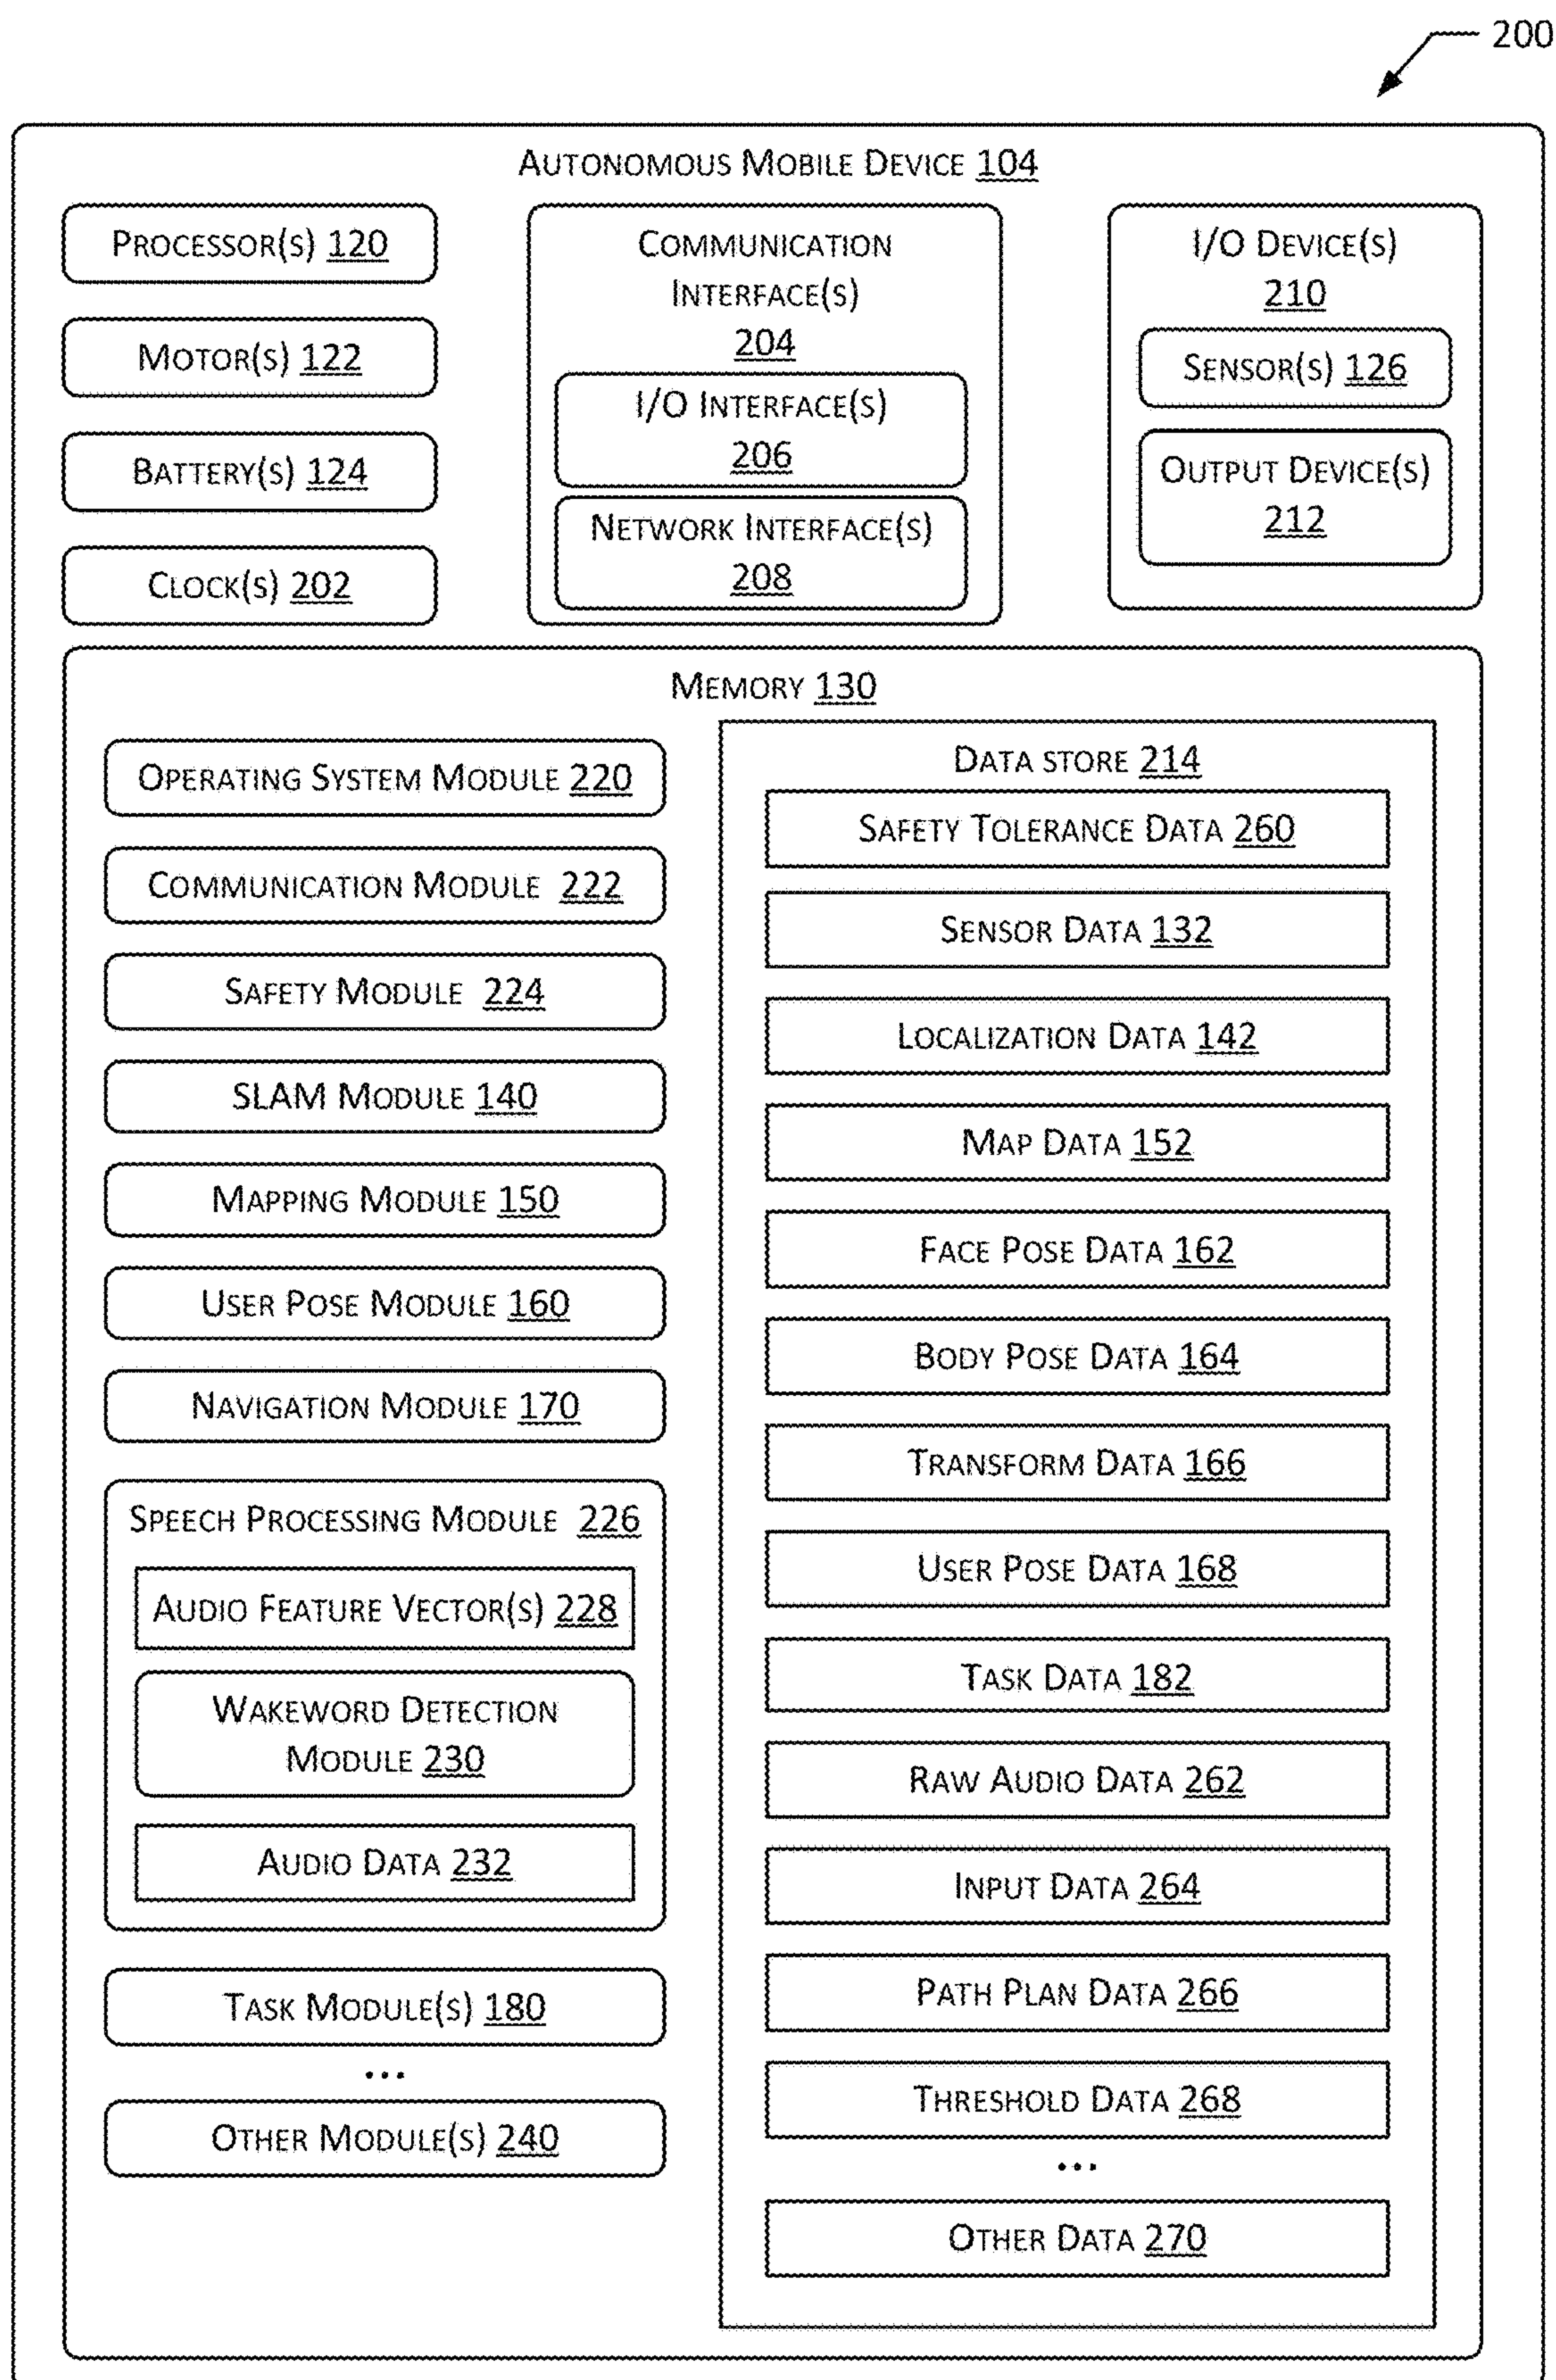 200
Autonomous Mobile Device 104
Processor(s) 120
Motor(s) 122
Battery(s) 124
Clock(s) 202
Communication
Interface(s)
204
I/O Interface(s)
206
Network Interface(s)
208
I/O Device(s)
210
Sensor(s) 126
Output Device(s)
212
Memory 130
Operating System Module 220
Communication Module 222
Safety Module 224
SLAM Module 140
Mapping Module 150
User Pose Module 160
Navigation Module 170
Speech Processing Module 226
Audio Feature Vector(s) 228
Wakeword Detection
Module 230
Audio Data 232
Task Module(s) 180
...
Other Module(s) 240
Data store 214
Safety Tolerance Data 260
Sensor Data 132
Localization Data 142
Map Data 152
Face Pose Data 162
Body Pose Data 164
Transform Data 166
User Pose Data 168
Task Data 182
Raw Audio Data 262
Input Data 264
Path Plan Data 266
Threshold Data 268
...
Other Data 270